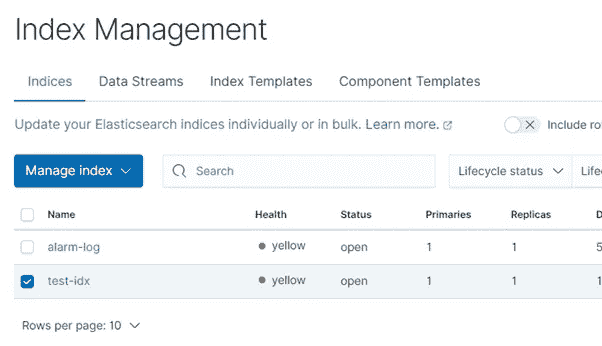 Index Management
Indices Data Streams Index Templates Component Templates
Update your Elasticsearch indices individually or in bulk. Learn more. Include ro
Manage index Search Lifecycle status Life
Name Health Status Primaries Replicas D
alarm-log yellow open 1 1 5
test-idx yellow open 1 1 1
Rows per page: 10